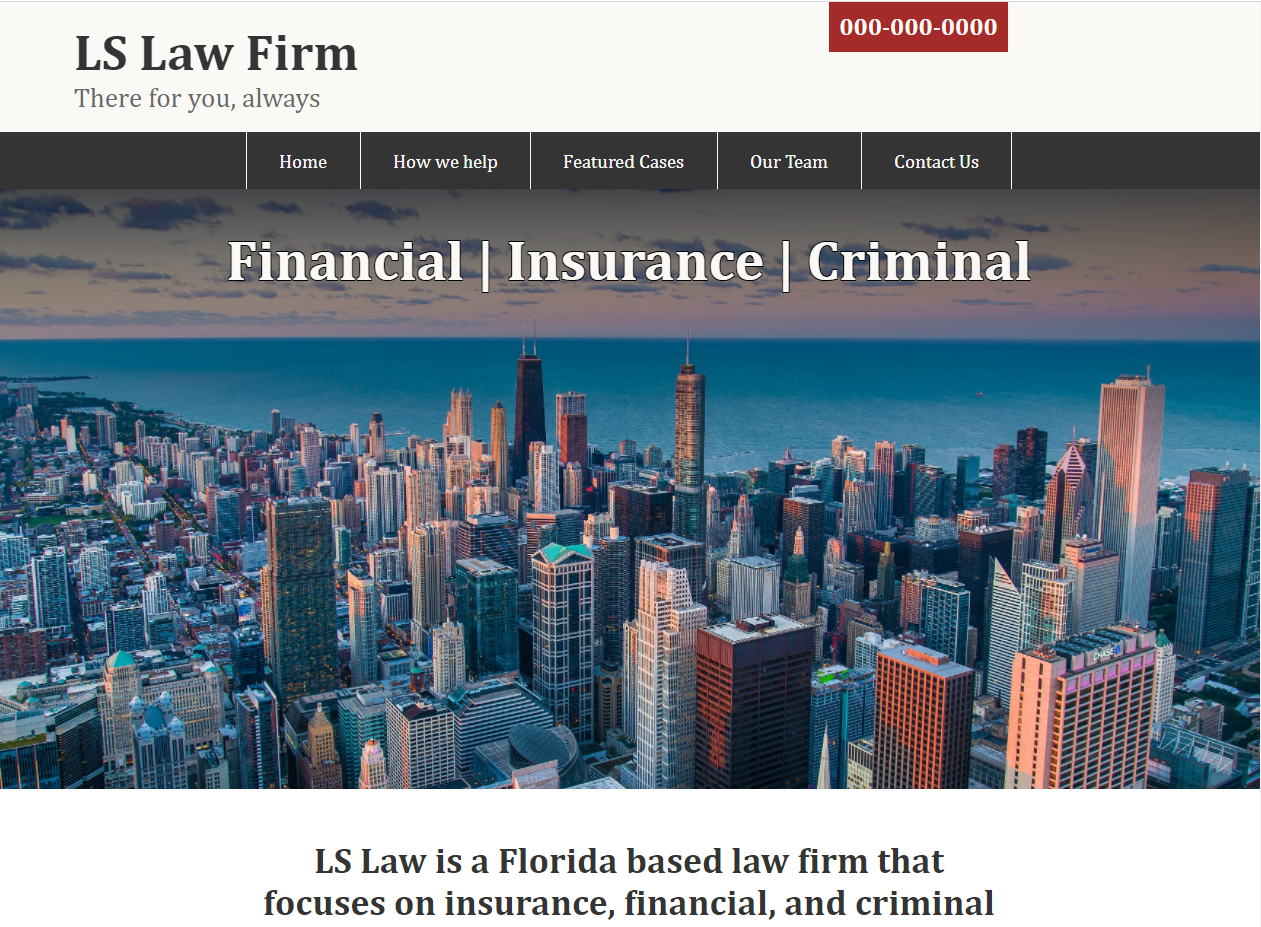 LS Law Firm
000-000-0000
There for you, always
Home
How we help
Featured Cases
Our Team
Contact Us
Financial | Insurance | Criminal
CHASE
LS Law is a Florida based law firm that
focuses on insurance, financial, and criminal